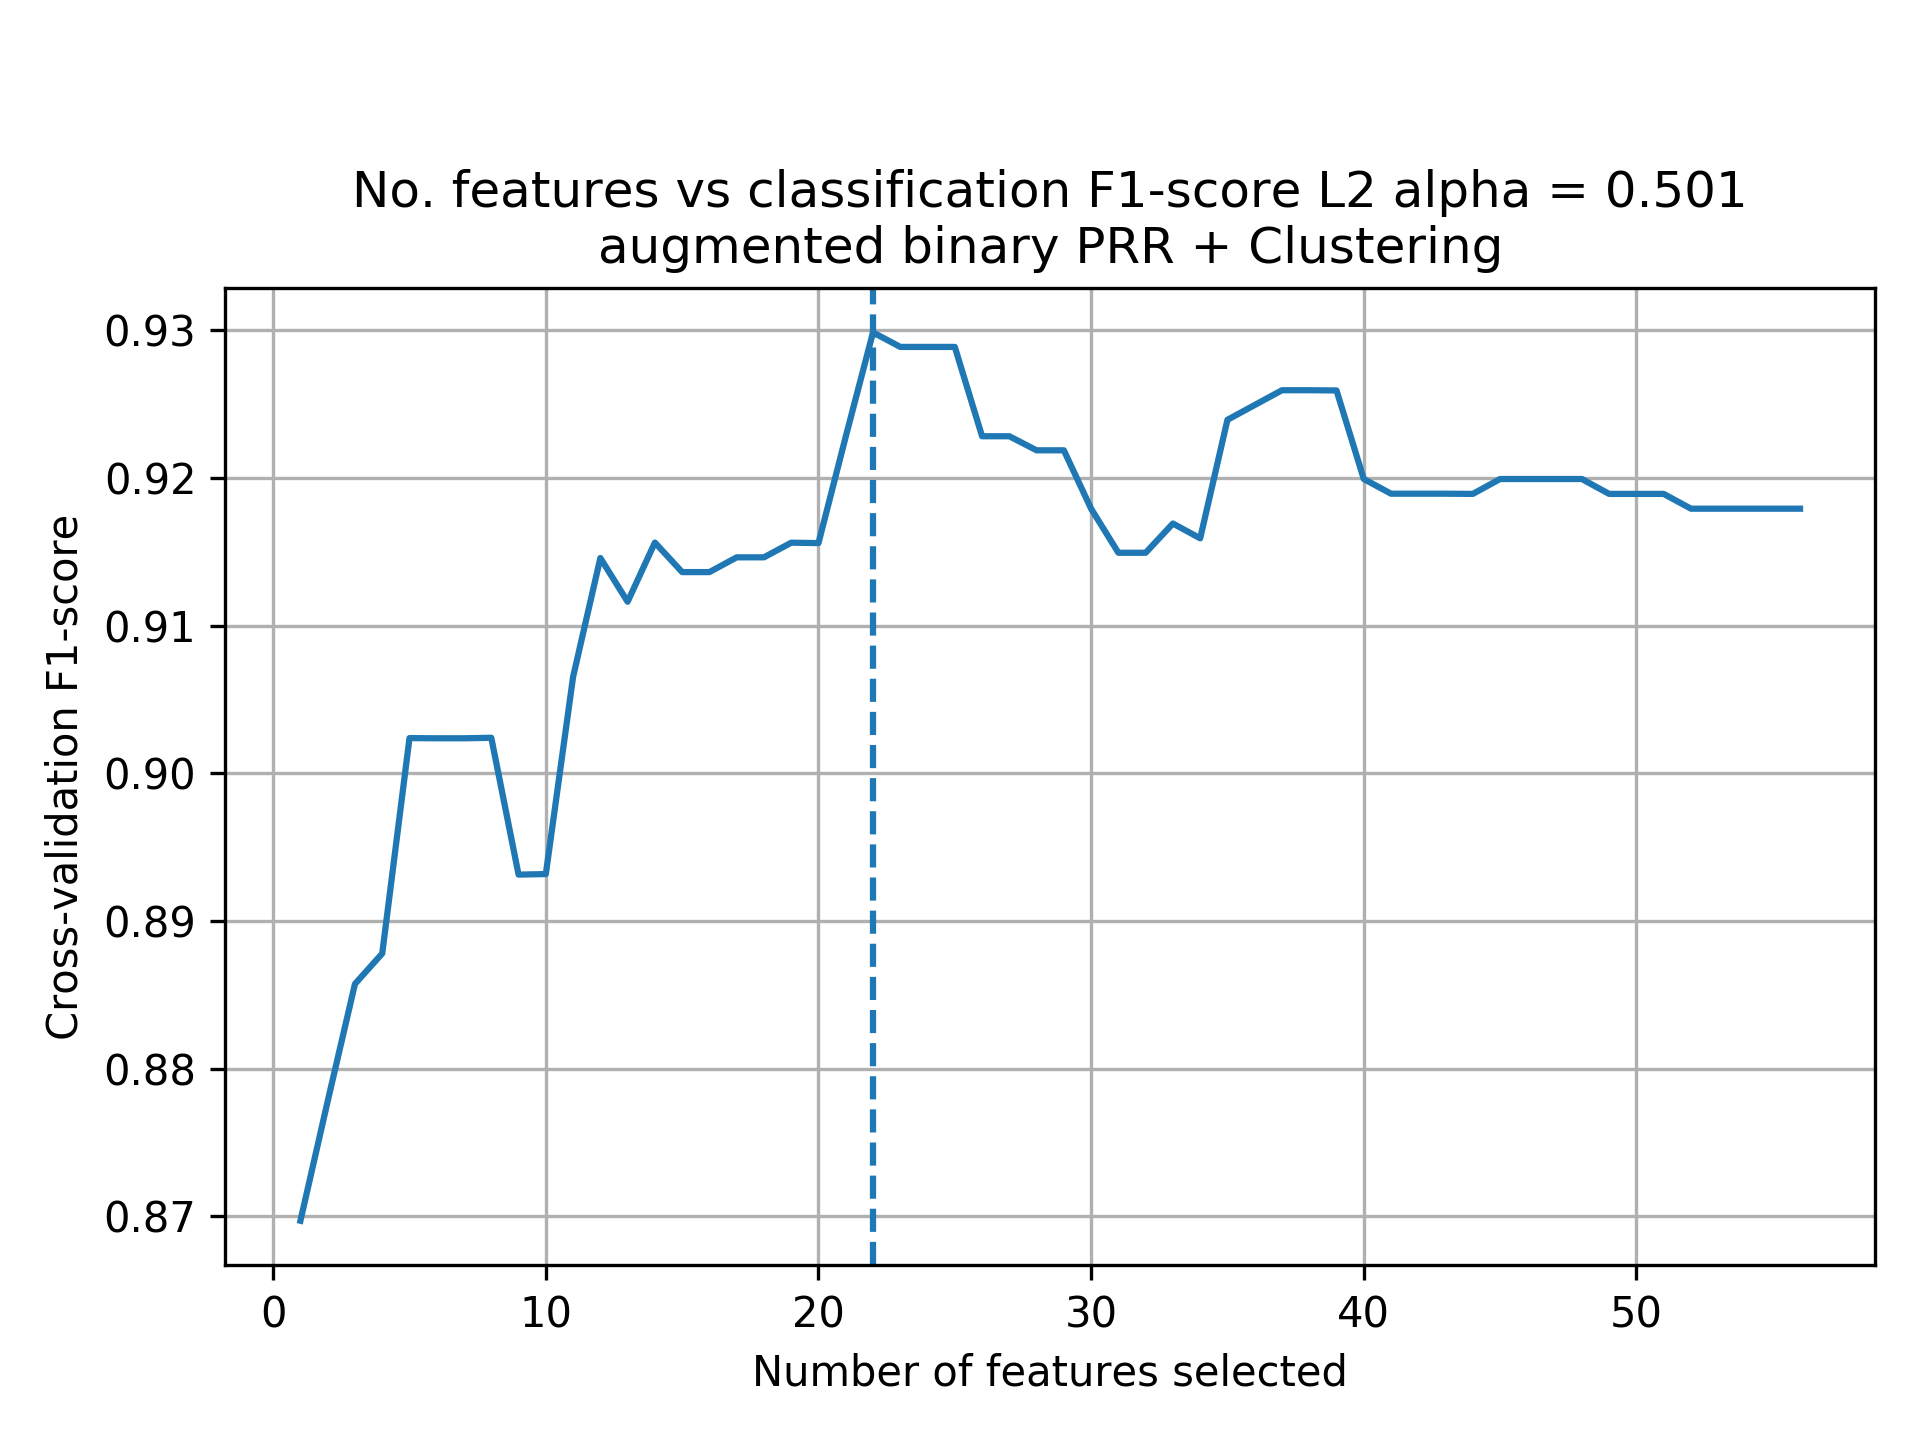 No. features vs classification F1-score L2 alpha = 0.501
augmented binary PRR + Clustering
0.93
0.92
0.91
0.90
0.89
0.88
0.87
Cross-validation F1-score
0 10 20 30 40 50
Number of features selected